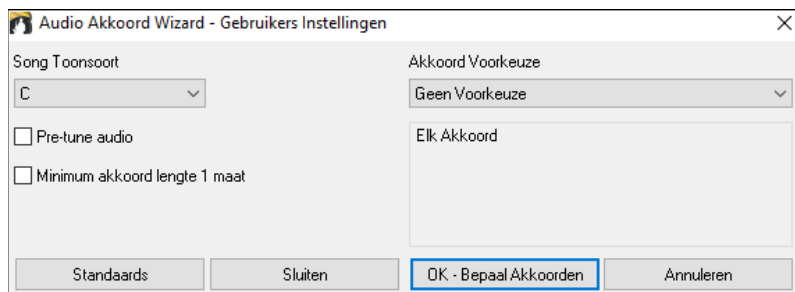 Audio Akkoord Wizard - Gebruikers Instellingen
Song Toonsoort
Akkoord Voorkeuze
C
Geen Voorkeuze
Pre-tune audio
Elk Akkoord
Minimum akkoord lengte 1 maat
Standaards
Sluiten
OK - Bepaal Akkoorden
Annuleren